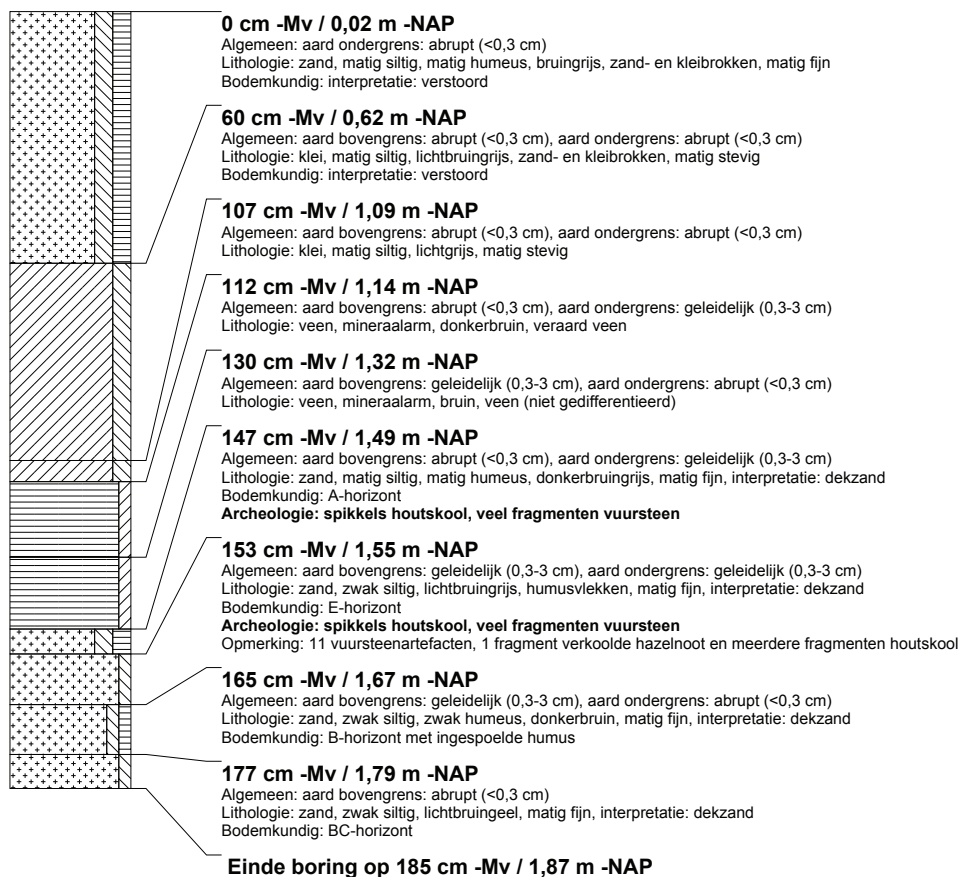 0 cm -Mv / 0,02 m -NAP
Algemeen: aard ondergrens: abrupt (<0,3 cm)
Lithologie: zand, matig siltig, matig humeus, bruingrijs, zand- en kleibrokken, matig fijn
Bodemkundig: interpretatie: verstoord
60 cm -Mv / 0,62 m -NAP
Algemeen: aard bovengrens: abrupt (<0,3 cm), aard ondergrens: abrupt (<0,3 cm)
Lithologie: klei, matig siltig, lichtbruingrijs, zand- en kleibrokken, matig stevig
Bodemkundig: interpretatie: verstoord
107 cm -Mv / 1,09 m -NAP
Algemeen: aard bovengrens: abrupt (<0,3 cm), aard ondergrens: abrupt (<0,3 cm)
Lithologie: klei, matig siltig, lichtgrijs, matig stevig
112 cm -Mv / 1,14 m -NAP
Algemeen: aard bovengrens: abrupt (<0,3 cm), aard ondergrens: geleidelijk (0,3-3 cm)
Lithologie: veen, mineraalarm, donkerbruin, veraard veen
130 cm -Mv / 1,32 m -NAP
Algemeen: aard bovengrens: geleidelijk (0,3-3 cm), aard ondergrens: abrupt (<0,3 cm)
Lithologie: veen, mineraalarm, bruin, veen (niet gedifferentieerd)
147 cm -Mv / 1,49 m -NAP
Algemeen: aard bovengrens: abrupt (<0,3 cm), aard ondergrens: geleidelijk (0,3-3 cm)
Lithologie: zand, matig siltig, matig humeus, donkerbruingrijs, matig fijn, interpretatie: dekzand
Bodemkundig: A-horizont
Archeologie: spikkels houtskool, veel fragmenten vuursteen
153 cm -Mv / 1,55 m -NAP
Algemeen: aard bovengrens: geleidelijk (0,3-3 cm), aard ondergrens: geleidelijk (0,3-3 cm)
Lithologie: zand, zwak siltig, lichtbruingrijs, humusvlekken, matig fijn, interpretatie: dekzand
Bodemkundig: E-horizont
Archeologie: spikkels houtskool, veel fragmenten vuursteen
Opmerking: 11 vuursteenartefacten, 1 fragment verkoolde hazelnoot en meerdere fragmenten houtskool
165 cm -Mv / 1,67 m -NAP
Algemeen: aard bovengrens: geleidelijk (0,3-3 cm), aard ondergrens: abrupt (<0,3 cm)
Lithologie: zand, zwak siltig, zwak humeus, donkerbruin, matig fijn, interpretatie: dekzand
Bodemkundig: B-horizont met ingespoelde humus
177 cm -Mv / 1,79 m -NAP
Algemeen: aard bovengrens: abrupt (<0,3 cm)
Lithologie: zand, zwak siltig, lichtbruingeel, matig fijn, interpretatie: dekzand
Bodemkundig: BC-horizont
Einde boring op 185 cm -Mv / 1,87 m -NAP